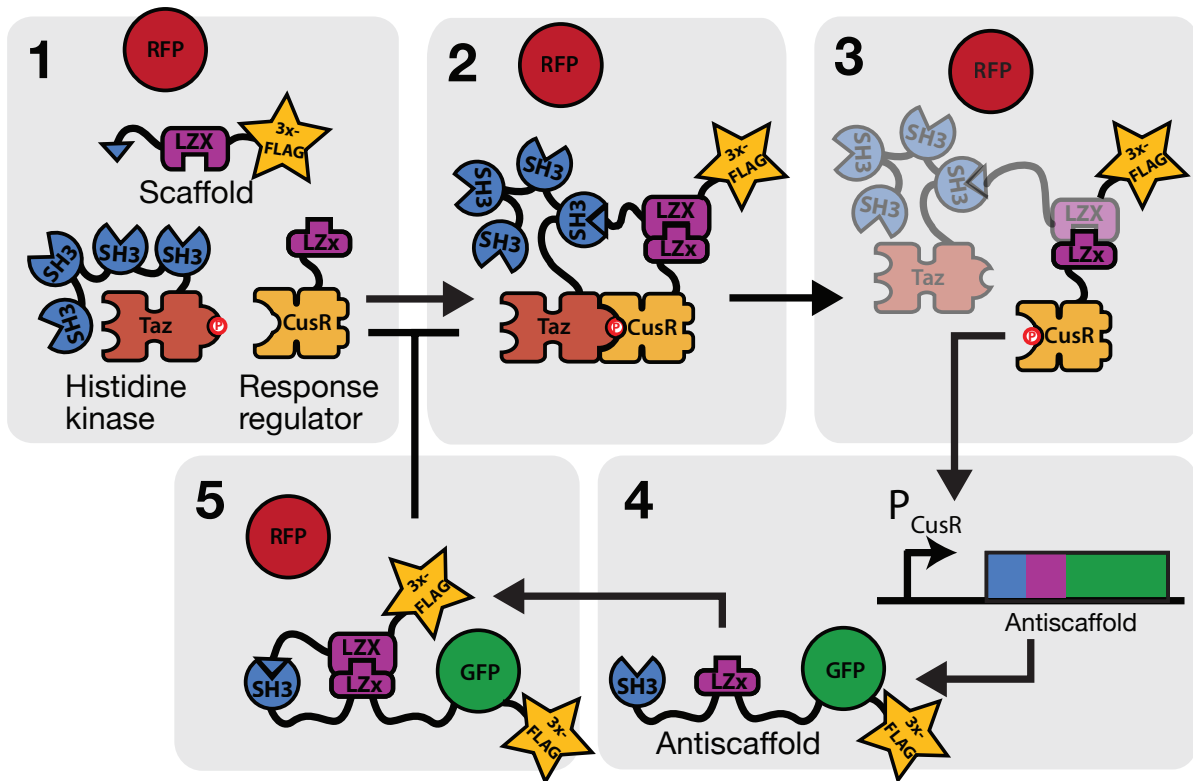 1
RFP
3x-
FLAG
LZX
Scaffold
SH3
SH3
SH3
SH3
LZx
Taz
P
CusR
Histidine
kinase
Response
regulator
2
RFP
3x-
FLAG
SH3
SH3
SH3
SH3
LZX
LZx
Taz
P
CusR
3
RFP
3x-
FLAG
SH3
SH3
SH3
SH3
LZX
LZx
Taz
P
CusR
4
PCusR
Antiscaffold
SH3
LZx
GFP
3x-
FLAG
Antiscaffold
5
RFP
3x-
FLAG
LZX
LZx
SH3
GFP
3x-
FLAG